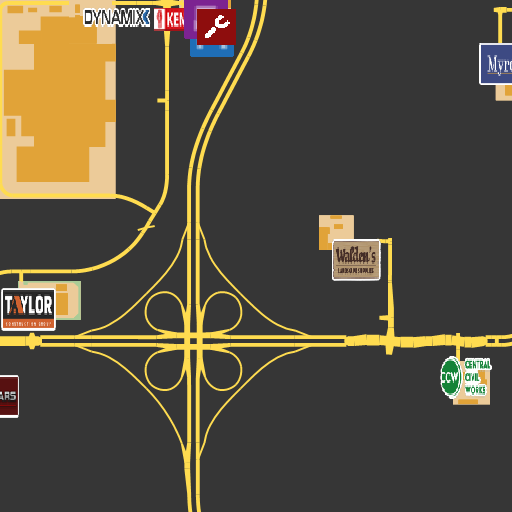 DYNAMIX
KEN
Myr
Walden's
LANDSCAPE SUPPLIES
TAYLOR
CONSTRUCTION GROUP
CCW
CENTRAL
CIVIL
WORKS
ARS